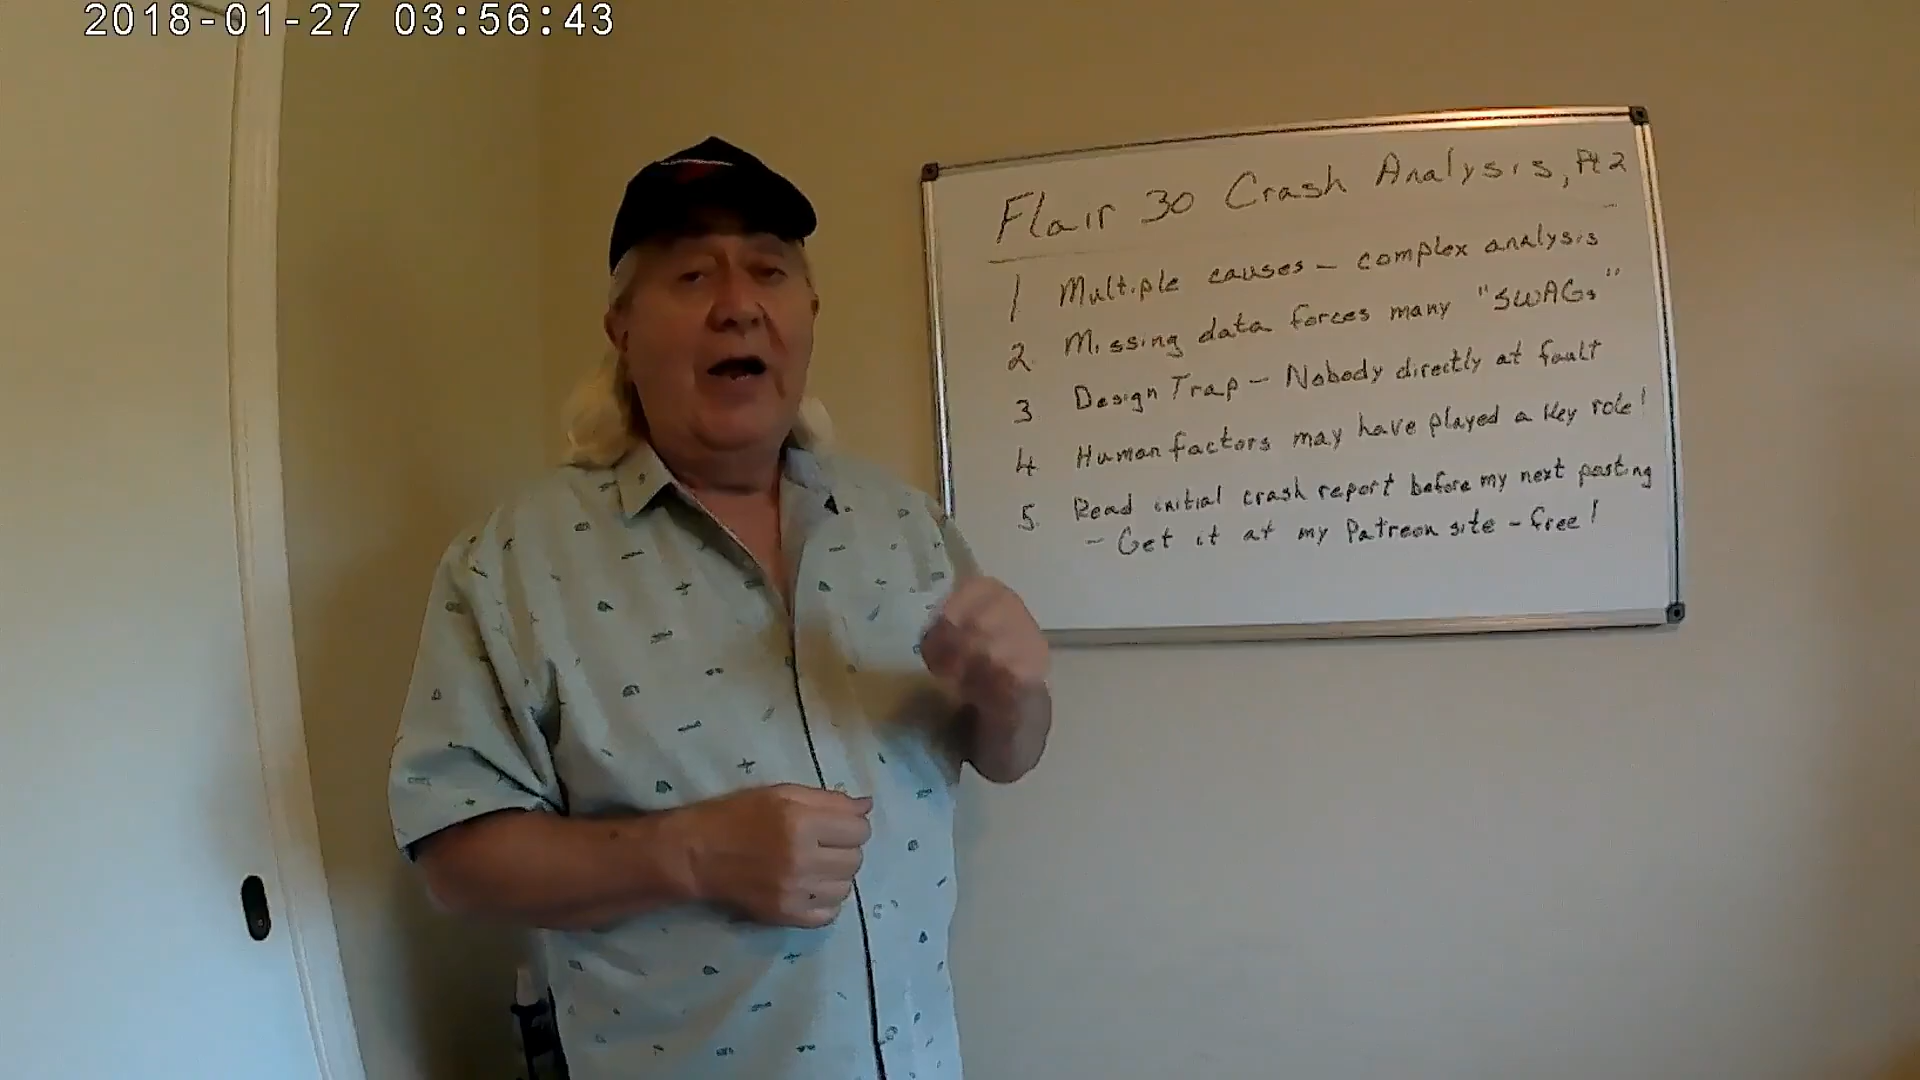 2018-01-27 03:56:43
Flair 30 Crash Analysis, Pt 2
1 Multiple causes - complex analysis
2. Missing data forces many "SWAGs"
3 Design Trap - Nobody directly at fault
4 Human factors may have played a key role!
5. Read initial crash report before my next posting
- Get it at my Patreon site - free!